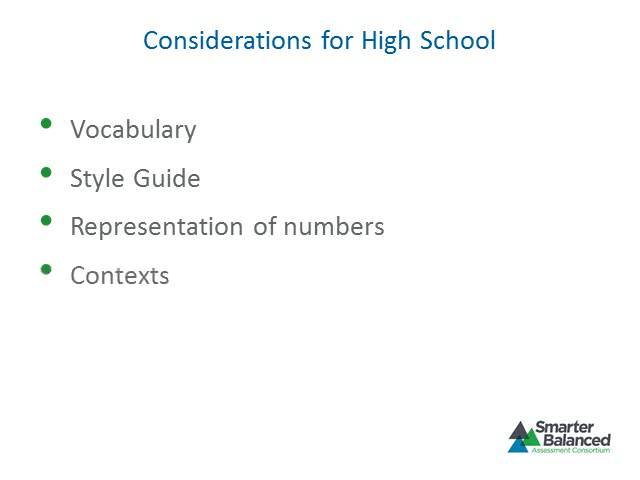 Considerations for High School
Vocabulary
Style Guide
Representation of numbers
Contexts
Smarter
Balanced
Assessment Consortium